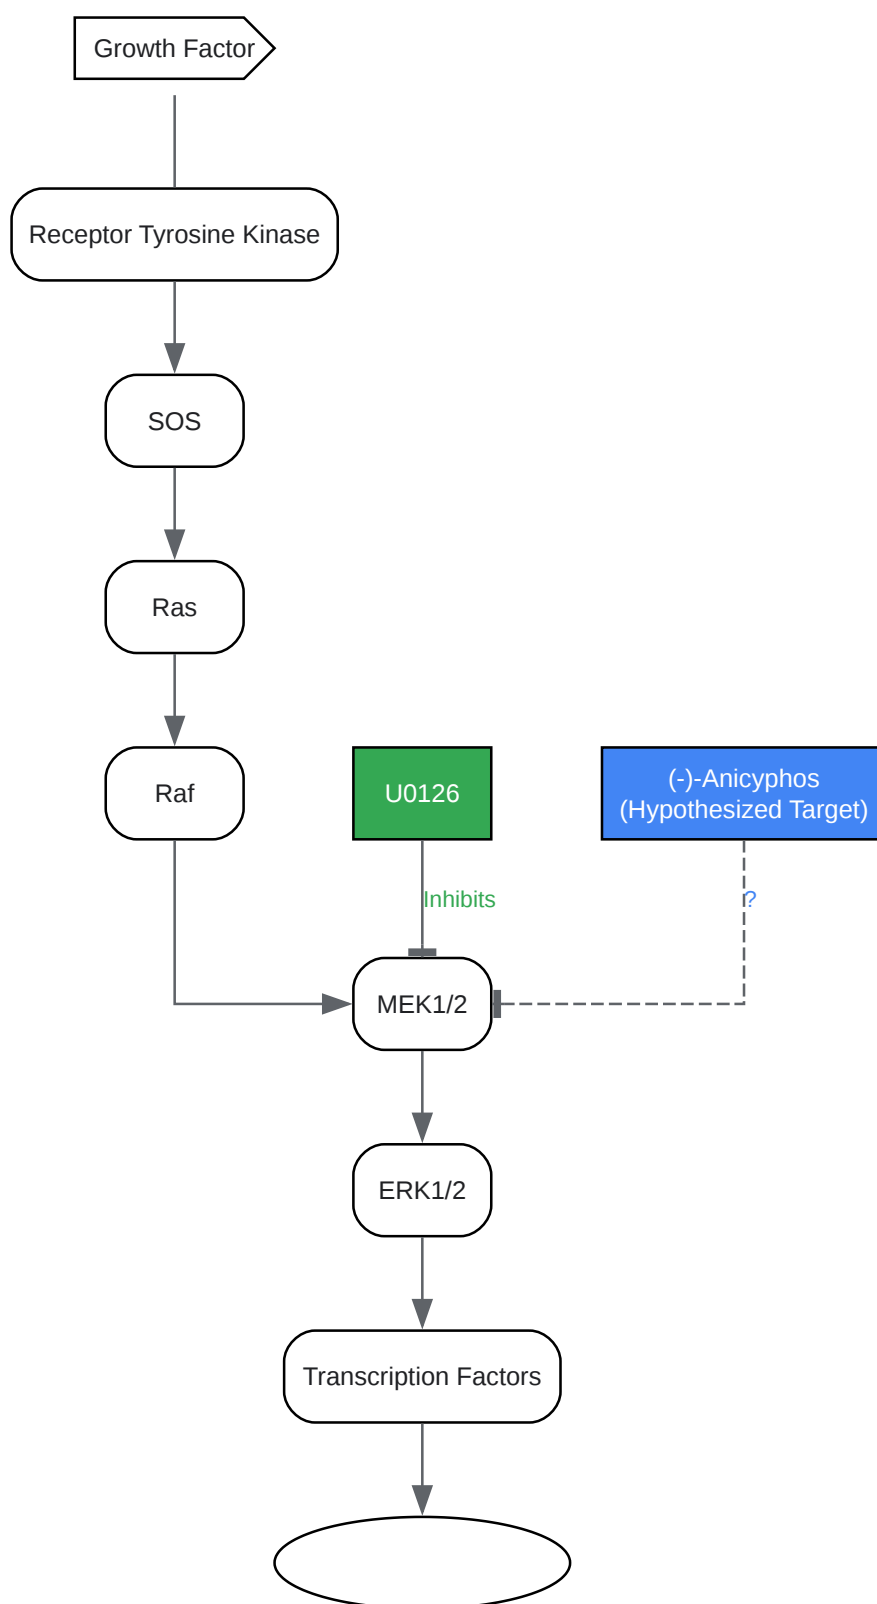 Growth Factor
Receptor Tyrosine Kinase
SOS
Ras
Raf
U0126
(-)-Anicyphos
(Hypothesized Target)
Inhibits
?
MEK1/2
ERK1/2
Transcription Factors